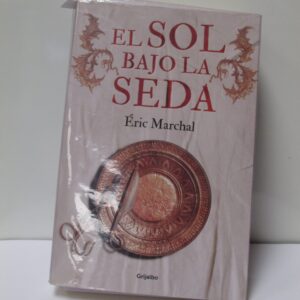 EL SOL
BAJO LA
SEDA
Éric Marchal
Grijalbo